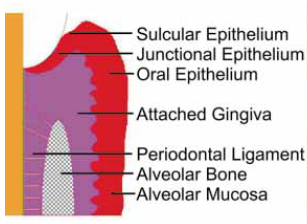 Sulcular Epithelium
Junctional Epithelium
Oral Epithelium
Attached Gingiva
Periodontal Ligament
Alveolar Bone
Alveolar Mucosa